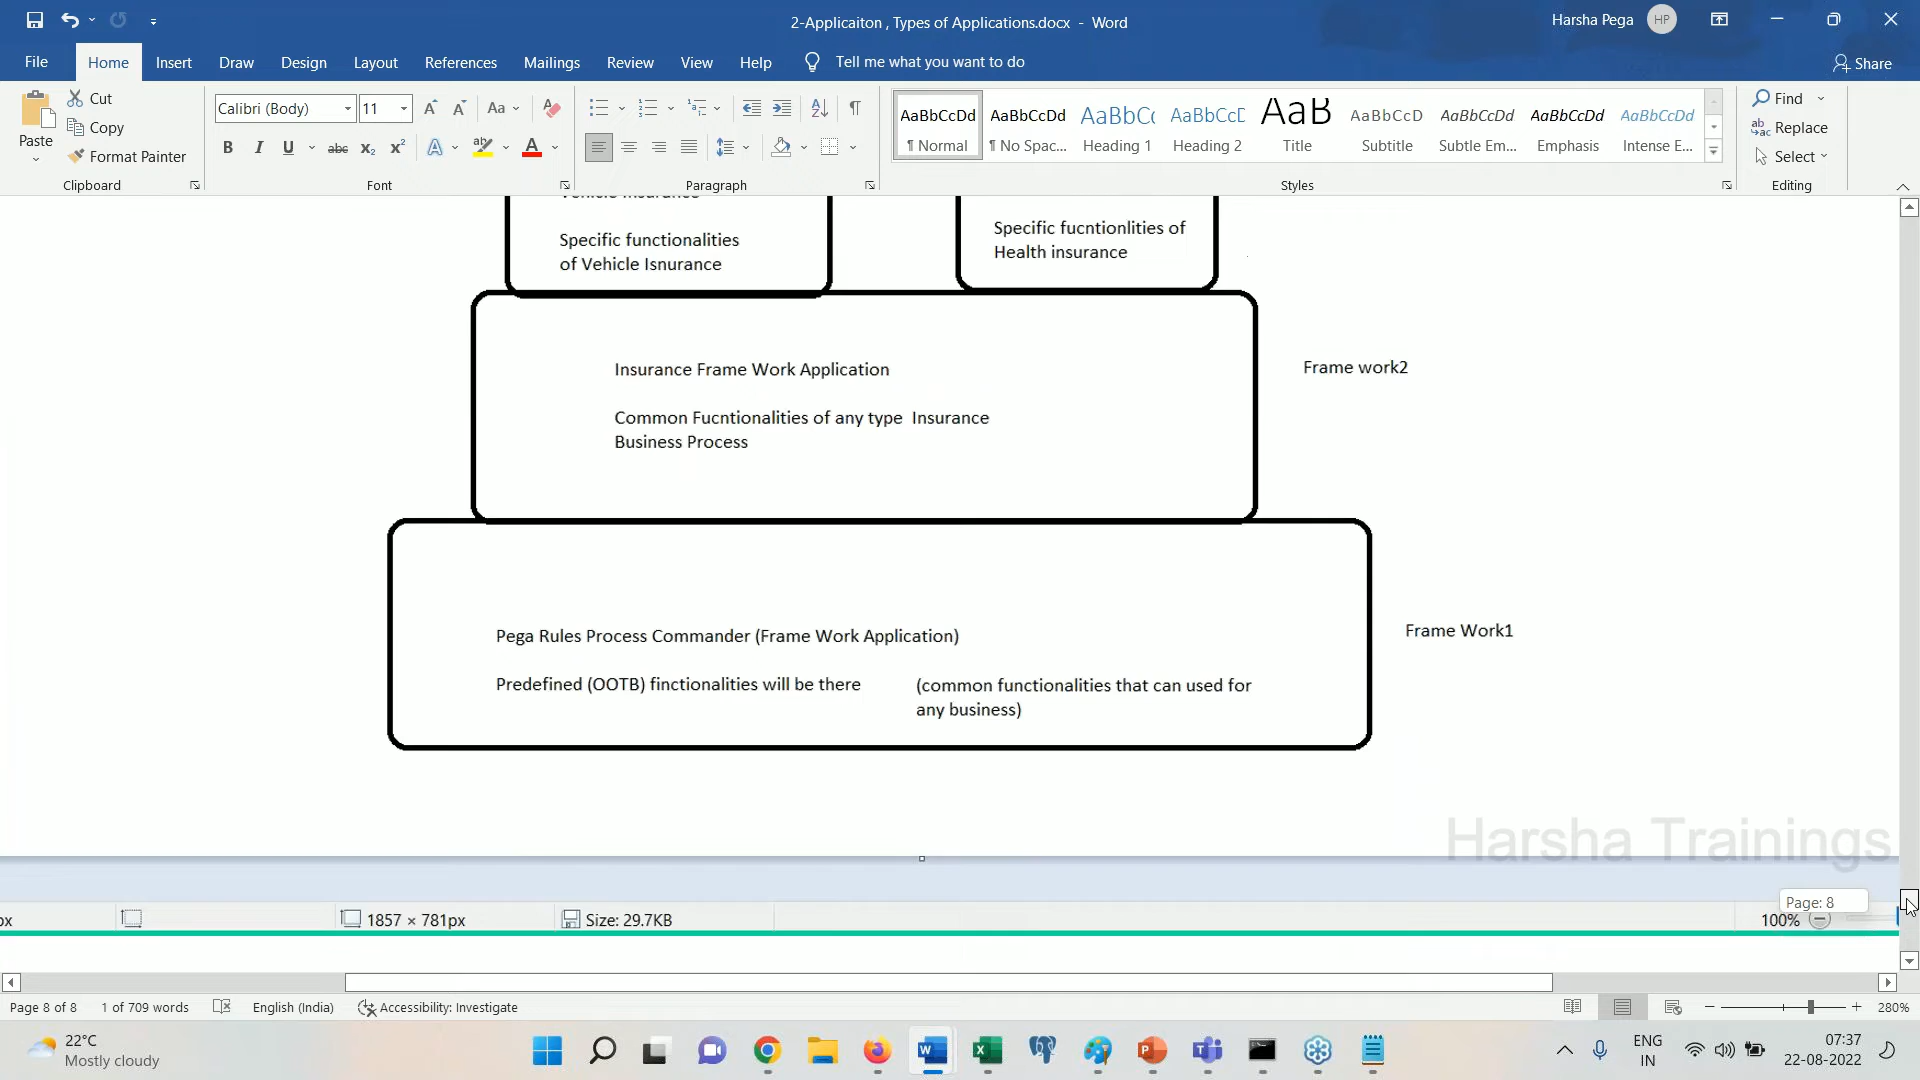 2-Applicaiton , Types of Applications.docx - Word
Harsha Pega
HP
File
Home
Insert
Draw
Design
Layout
References
Mailings
Review
View
Help
Tell me what you want to do
Share
Paste
Cut
Copy
Format Painter
Clipboard
Calibri (Body)
11
Font
Paragraph
AaBbCcDd
¶ Normal
AaBbCcDd
¶ No Spac...
AaBbCc
Heading 1
AaBbCcD
Heading 2
AaB
Title
AaBbCcD
Subtitle
AaBbCcDd
Subtle Em...
AaBbCcDd
Emphasis
AaBbCcDd
Intense E...
Styles
Find
Replace
Select
Editing
Vehicle Insurance
Specific functionalities
of Vehicle Isnurance
Specific fucntionlities of
Health insurance
Insurance Frame Work Application
Common Fucntionalities of any type Insurance
Business Process
Frame work2
Pega Rules Process Commander (Frame Work Application)
Predefined (OOTB) finctionalities will be there
(common functionalities that can used for
any business)
Frame Work1
Harsha Trainings
Page: 8
px
1857 × 781px
Size: 29.7KB
100%
Page 8 of 8
1 of 709 words
English (India)
Accessibility: Investigate
280%
22°C
Mostly cloudy
ENG
IN
07:37
22-08-2022